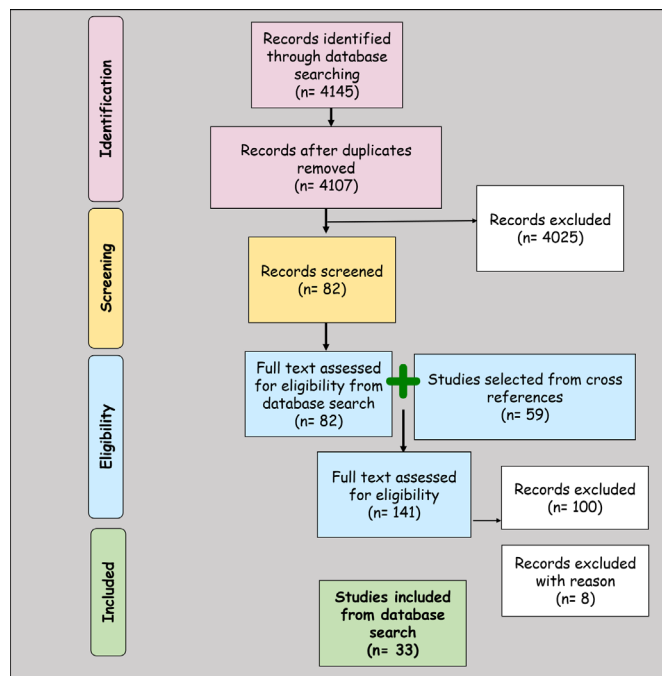 Identification
Records identified
through database
searching
(n= 4145)
Records after duplicates
removed
(n= 4107)
Records excluded
(n= 4025)
Screening
Records screened
(n= 82)
Eligibility
Full text assessed
for eligibility from
database search
(n= 82)
Studies selected from cross
references
(n= 59)
Full text assessed
for eligibility
(n= 141)
Records excluded
(n= 100)
Records excluded
with reason
(n= 8)
Included
Studies included
from database
search
(n= 33)